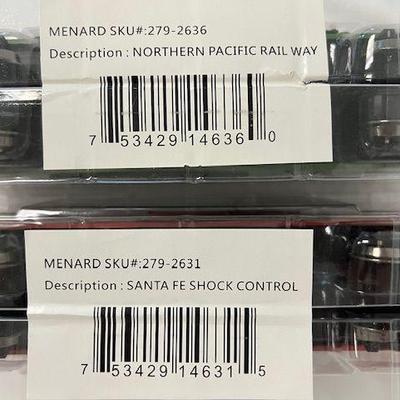 MENARD SKU#:279-2636
Description : NORTHERN PACIFIC RAIL WAY
7 53429 14636 0
MENARD SKU#:279-2631
Description : SANTA FE SHOCK CONTROL
7 53429 14631 5